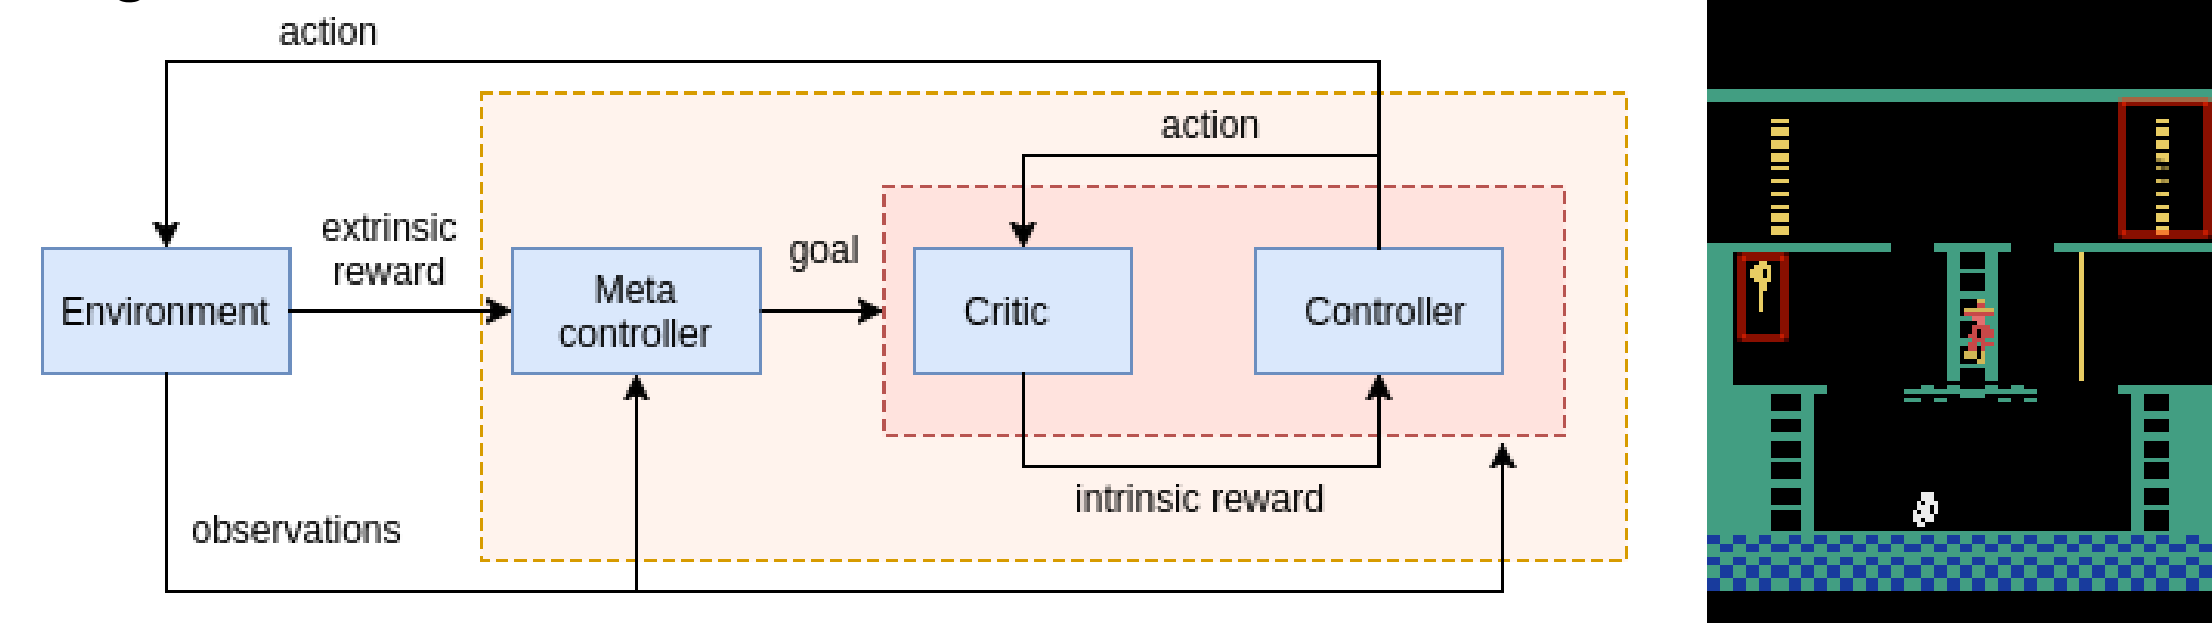 action
action
extrinsic
reward
goal
Environment
Meta
controller
Critic
Controller
intrinsic reward
observations